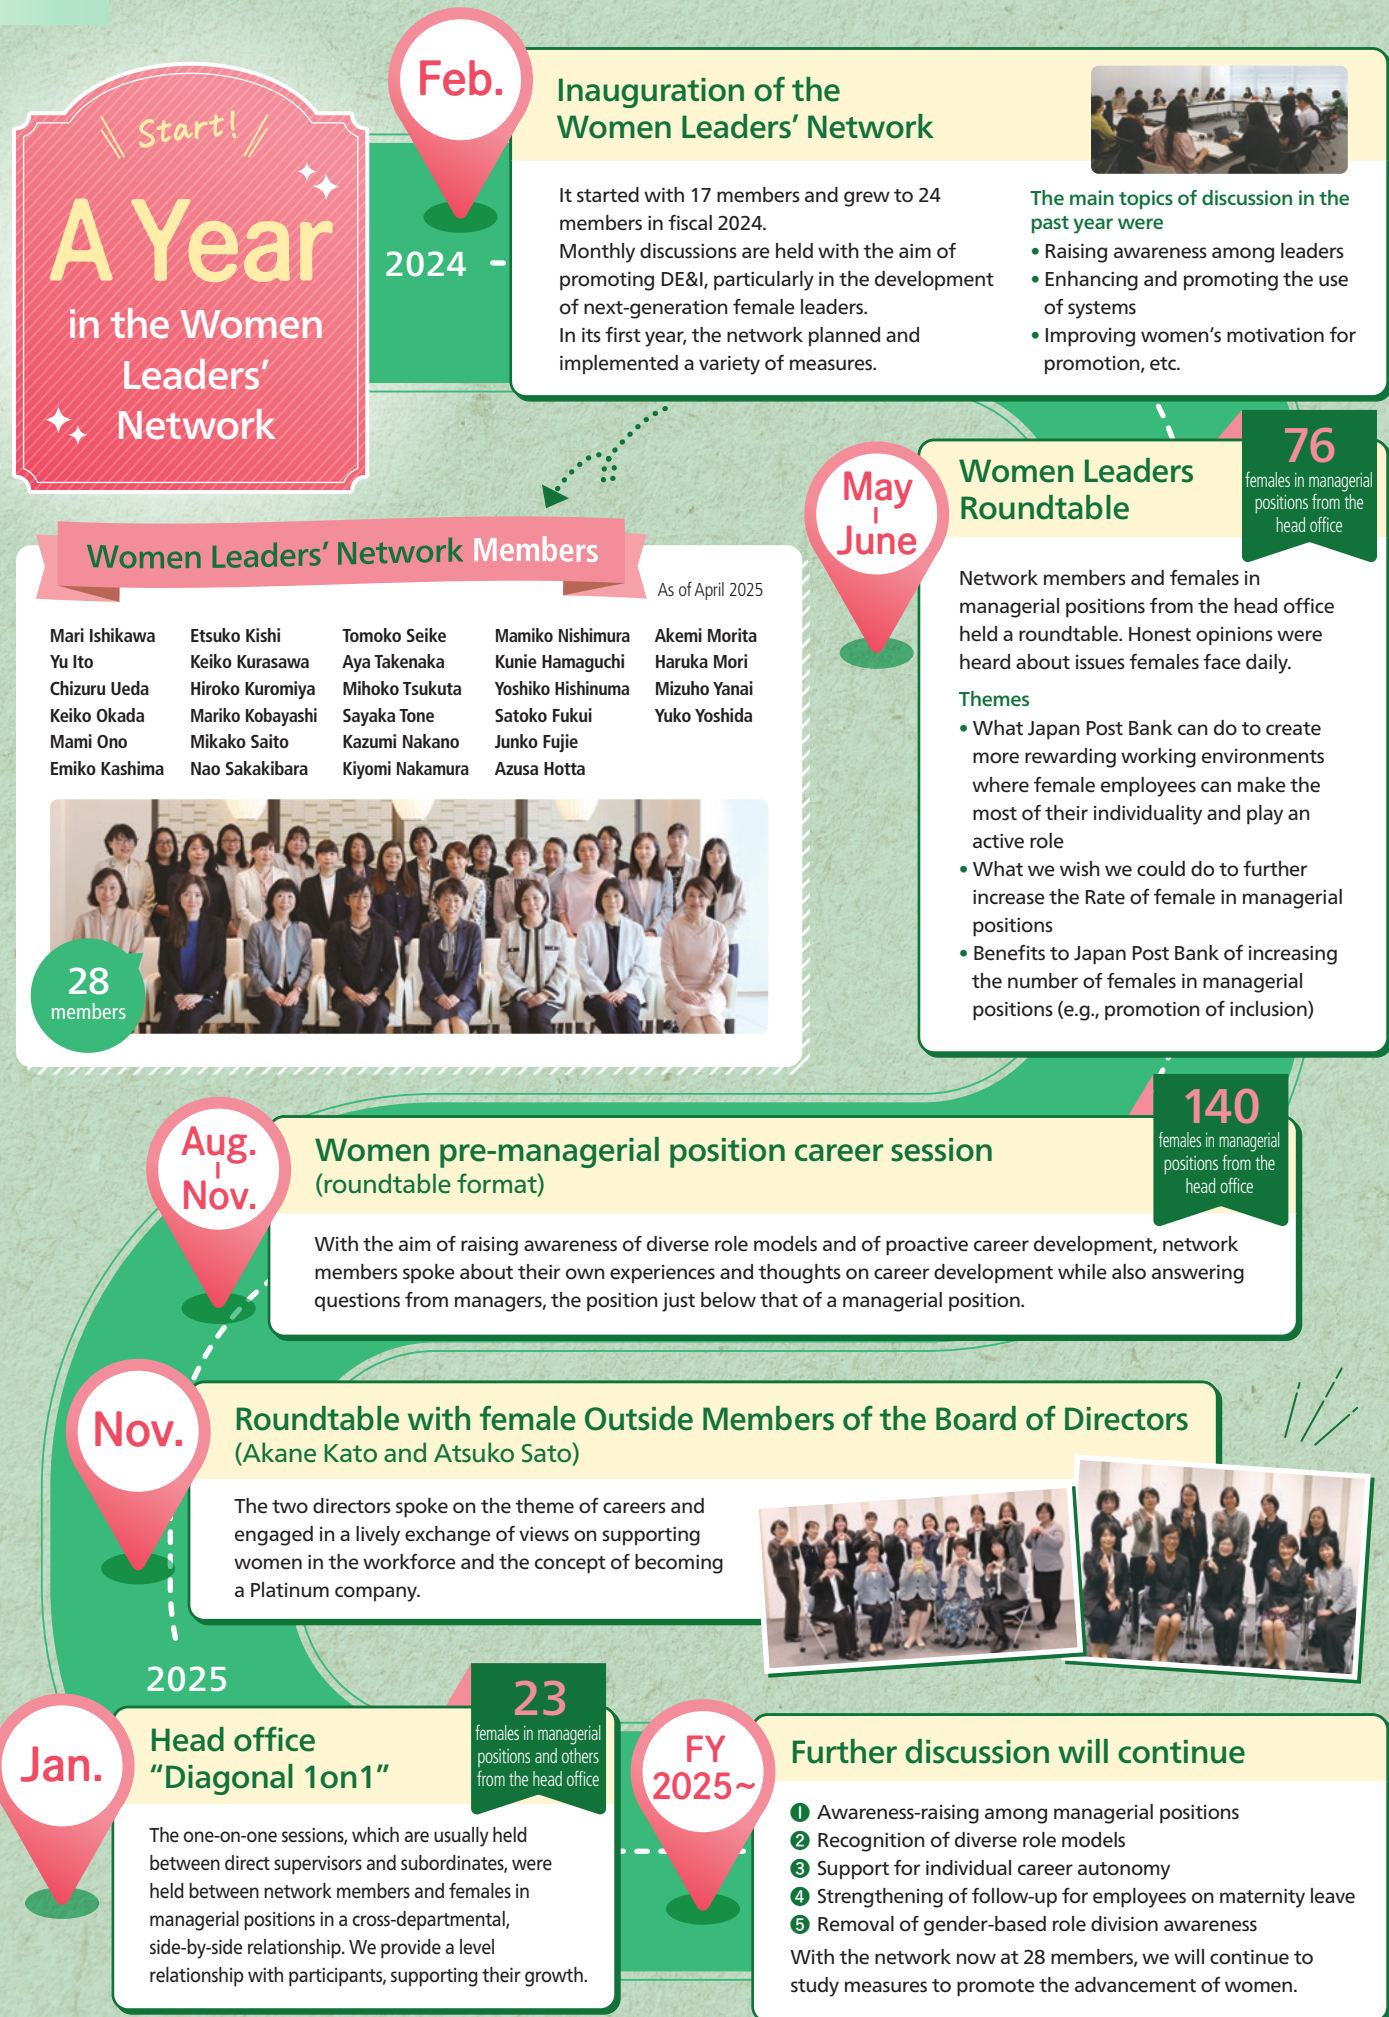 Start!
A Year
in the Women
Leaders’
Network
Feb.
2024
Inauguration of the
Women Leaders’ Network
It started with 17 members and grew to 24
members in fiscal 2024.
Monthly discussions are held with the aim of
promoting DE&I, particularly in the development
of next-generation female leaders.
In its first year, the network planned and
implemented a variety of measures.
The main topics of discussion in the
past year were
• Raising awareness among leaders
• Enhancing and promoting the use
of systems
• Improving women’s motivation for
promotion, etc.
Women Leaders’ Network Members
As of April 2025
Mari Ishikawa Etsuko Kishi Tomoko Seike Mamiko Nishimura Akemi Morita
Yu Ito Keiko Kurasawa Aya Takenaka Kunie Hamaguchi Haruka Mori
Chizuru Ueda Hiroko Kuromiya Mihoko Tsukuta Yoshiko Hishinuma Mizuho Yanai
Keiko Okada Mariko Kobayashi Sayaka Tone Satoko Fukui Yuko Yoshida
Mami Ono Mikako Saito Kazumi Nakano Junko Fujie
Emiko Kashima Nao Sakakibara Kiyomi Nakamura Azusa Hotta
28
members
May
–
June
Women Leaders
Roundtable
76
females in managerial
positions from the
head office
Network members and females in
managerial positions from the head office
held a roundtable. Honest opinions were
heard about issues females face daily.
Themes
• What Japan Post Bank can do to create
more rewarding working environments
where female employees can make the
most of their individuality and play an
active role
• What we wish we could do to further
increase the Rate of female in managerial
positions
• Benefits to Japan Post Bank of increasing
the number of females in managerial
positions (e.g., promotion of inclusion)
Aug.
–
Nov.
Women pre-managerial position career session
(roundtable format)
140
females in managerial
positions from the
head office
With the aim of raising awareness of diverse role models and of proactive career development, network
members spoke about their own experiences and thoughts on career development while also answering
questions from managers, the position just below that of a managerial position.
Nov.
Roundtable with female Outside Members of the Board of Directors
(Akane Kato and Atsuko Sato)
The two directors spoke on the theme of careers and
engaged in a lively exchange of views on supporting
women in the workforce and the concept of becoming
a Platinum company.
2025
Jan.
Head office
“Diagonal 1on1”
23
females in managerial
positions and others
from the head office
The one-on-one sessions, which are usually held
between direct supervisors and subordinates, were
held between network members and females in
managerial positions in a cross-departmental,
side-by-side relationship. We provide a level
relationship with participants, supporting their growth.
FY
2025~
Further discussion will continue
❶ Awareness-raising among managerial positions
❷ Recognition of diverse role models
❸ Support for individual career autonomy
❹ Strengthening of follow-up for employees on maternity leave
❺ Removal of gender-based role division awareness
With the network now at 28 members, we will continue to
study measures to promote the advancement of women.